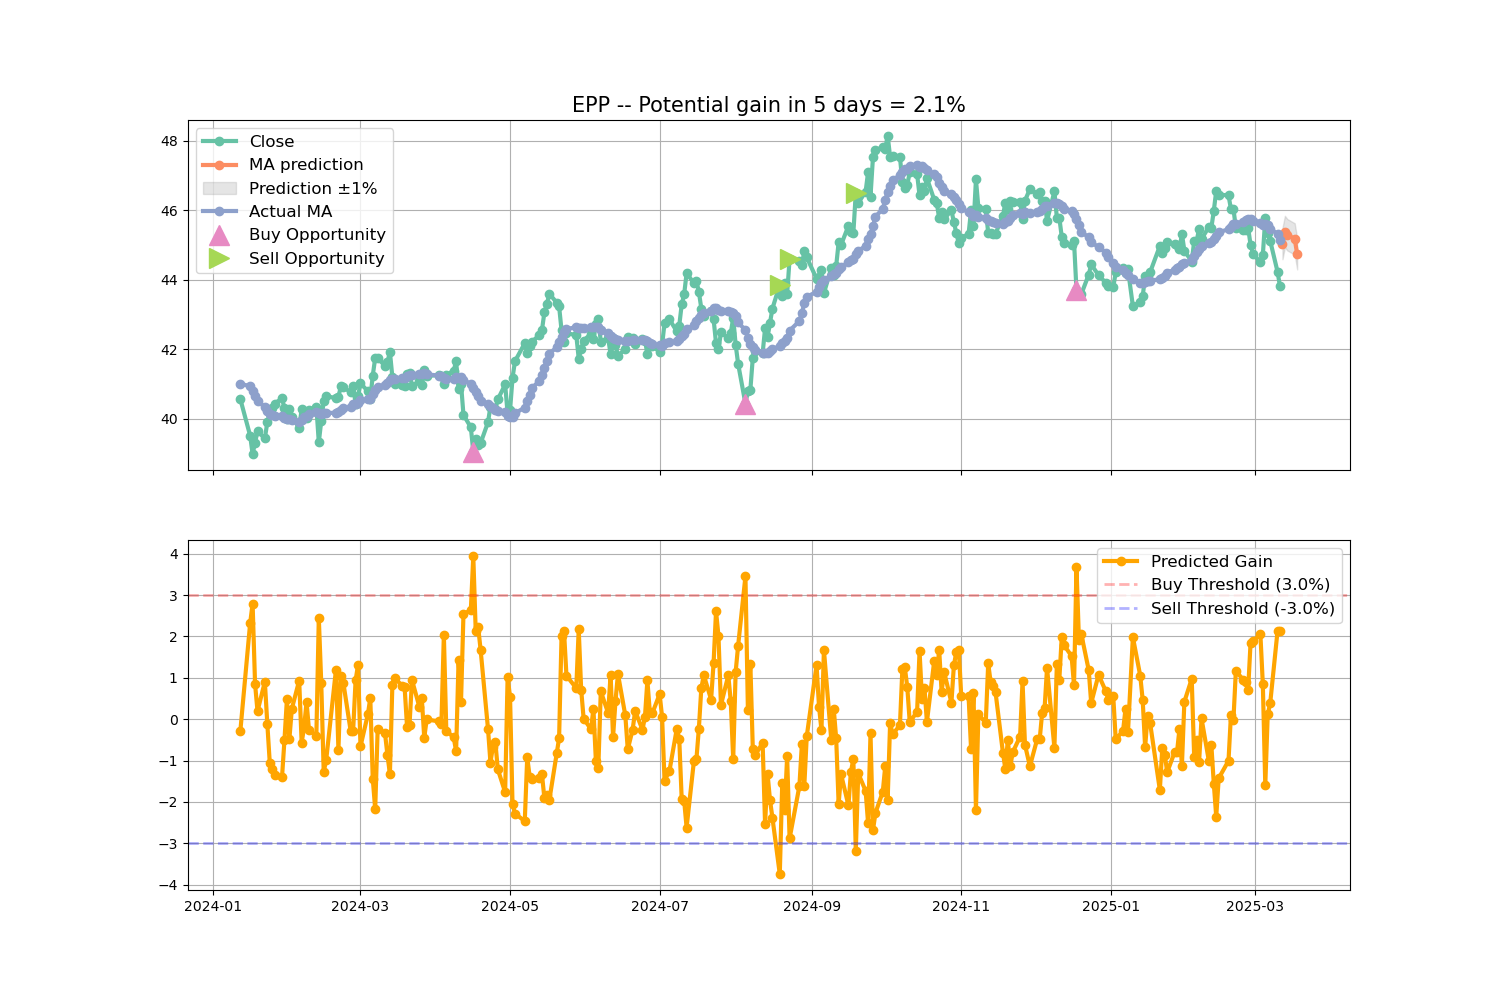 EPP -- Potential gain in 5 days = 2.1%
48
46
44
42
40
Close
MA prediction
Prediction ±1%
Actual MA
Buy Opportunity
Sell Opportunity
4
3
2
1
0
−1
−2
−3
−4
Predicted Gain
Buy Threshold (3.0%)
Sell Threshold (-3.0%)
2024-01 2024-03 2024-05 2024-07 2024-09 2024-11 2025-01 2025-03